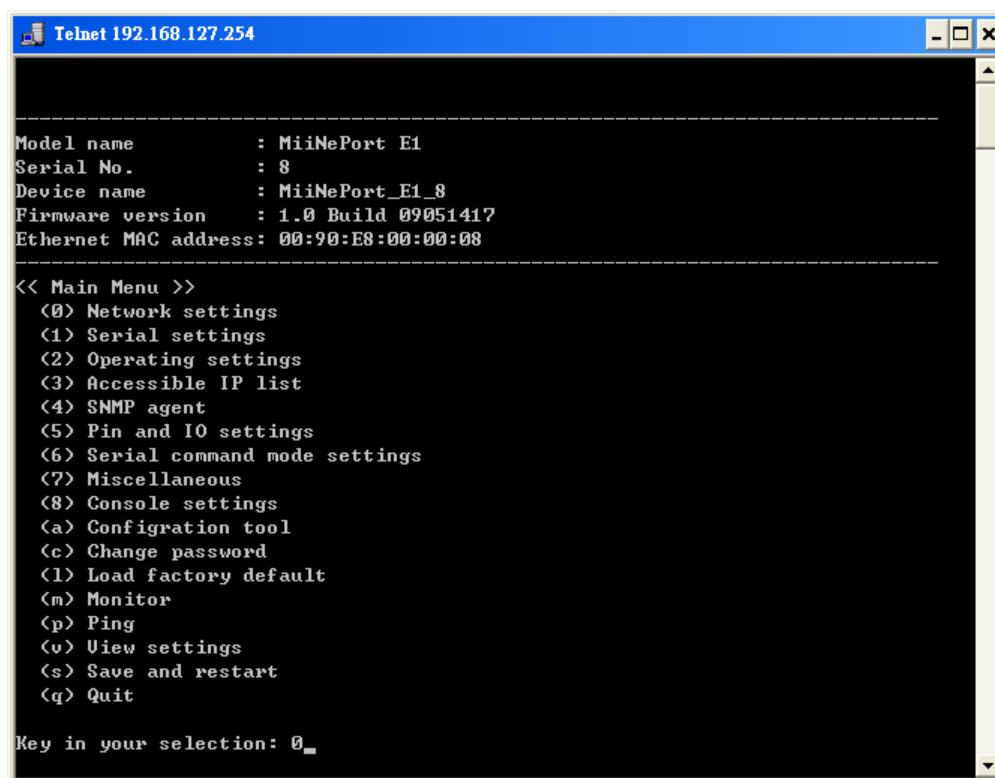 Telnet 192.168.127.254
Model name : MiiNePort E1
Serial No. : 8
Device name : MiiNePort_E1_8
Firmware version : 1.0 Build 09051417
Ethernet MAC address: 00:90:E8:00:00:08
<< Main Menu >>
(0) Network settings
(1) Serial settings
(2) Operating settings
(3) Accessible IP list
(4) SNMP agent
(5) Pin and IO settings
(6) Serial command mode settings
(7) Miscellaneous
(8) Console settings
(a) Configration tool
(c) Change password
(l) Load factory default
(m) Monitor
(p) Ping
(v) View settings
(s) Save and restart
(q) Quit
Key in your selection: 0_